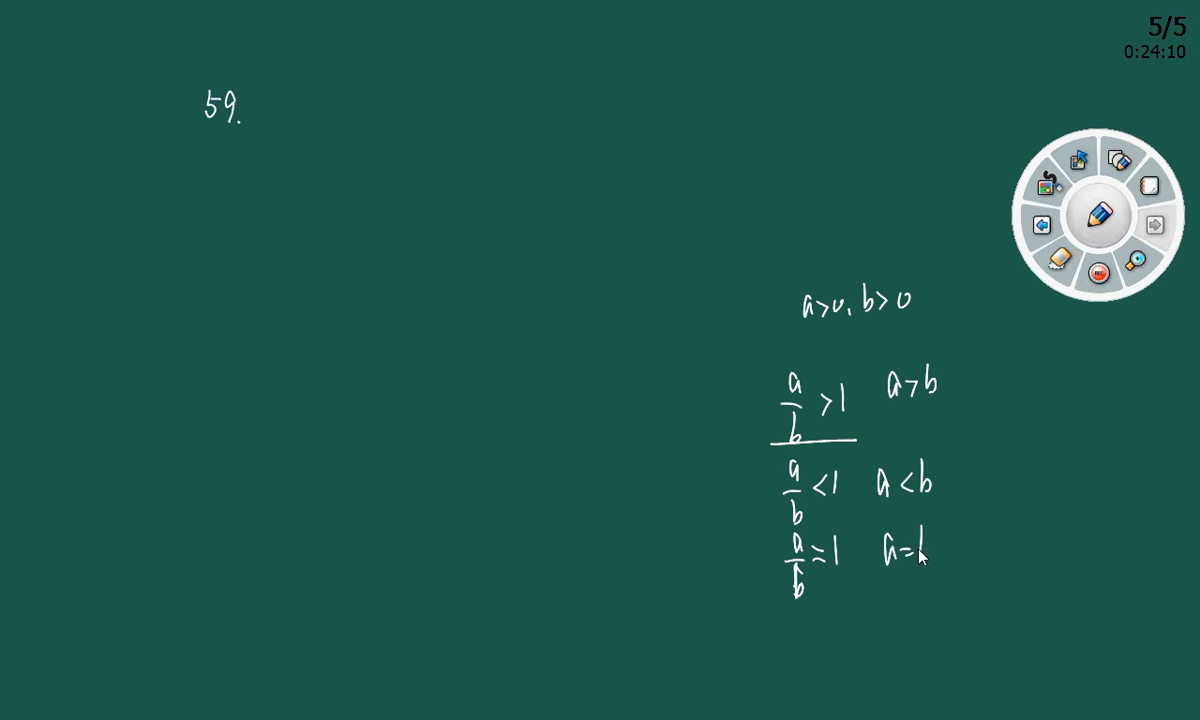 5/5
0:24:10
59.
a>0, b>0
a/b >1 a>b
a/b <1 a<b
a/b =1 a=